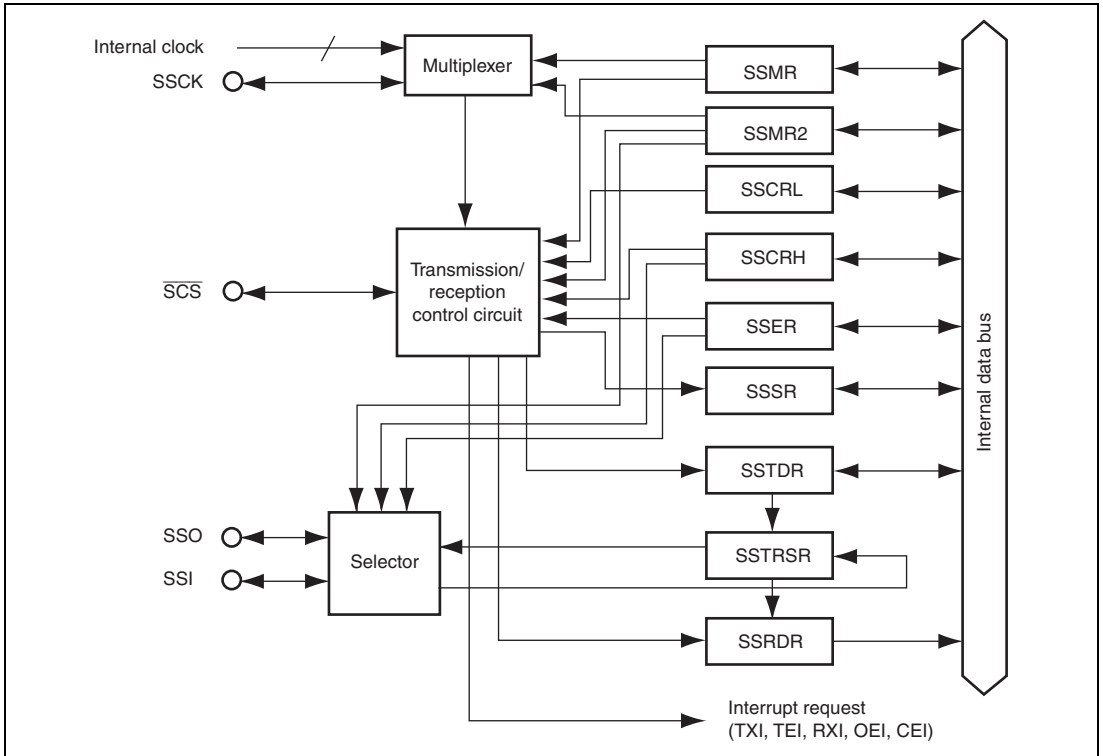 Internal clock
SSCK
Multiplexer
SSMR
SSMR2
SSCRL
SCS
Transmission/
reception
control circuit
SSCRH
SSER
SSSR
Internal data bus
SSTDR
SSO
SSI
Selector
SSTRSR
SSRDR
Interrupt request
(TXI, TEI, RXI, OEI, CEI)